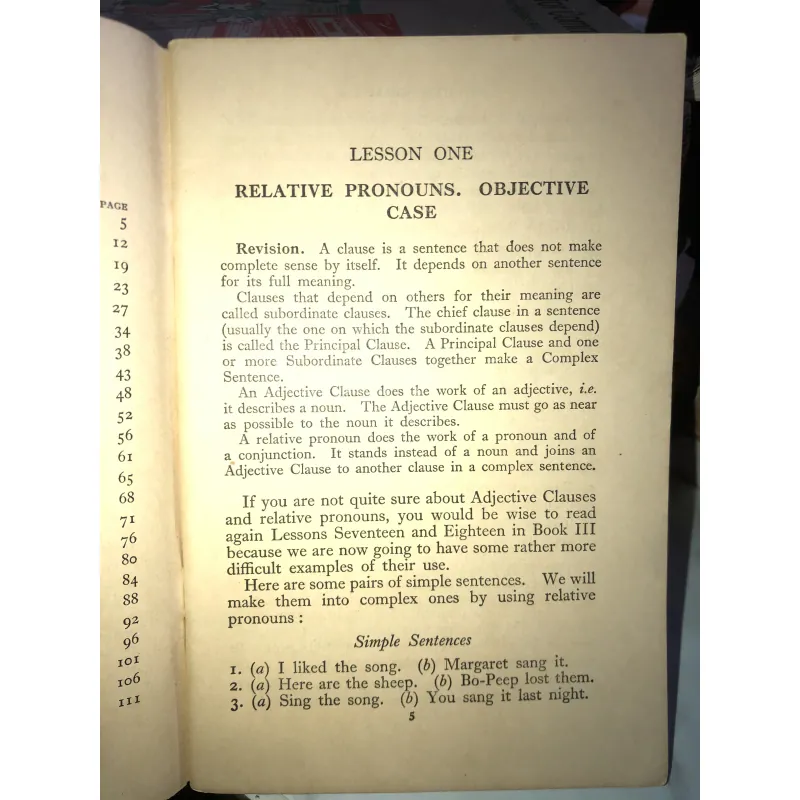 PAGE
5
12
19
23
27
34
38
43
48
52
56
61
65
68
71
76
80
84
88
92
96
101
106
111
LESSON ONE
RELATIVE PRONOUNS. OBJECTIVE
CASE
Revision. A clause is a sentence that does not make
complete sense by itself. It depends on another sentence
for its full meaning.
Clauses that depend on others for their meaning are
called subordinate clauses. The chief clause in a sentence
(usually the one on which the subordinate clauses depend)
is called the Principal Clause. A Principal Clause and one
or more Subordinate Clauses together make a Complex
Sentence.
An Adjective Clause does the work of an adjective, i.e.
it describes a noun. The Adjective Clause must go as near
as possible to the noun it describes.
A relative pronoun does the work of a pronoun and of
a conjunction. It stands instead of a noun and joins an
Adjective Clause to another clause in a complex sentence.
If you are not quite sure about Adjective Clauses
and relative pronouns, you would be wise to read
again Lessons Seventeen and Eighteen in Book III
because we are now going to have some rather more
difficult examples of their use.
Here are some pairs of simple sentences. We will
make them into complex ones by using relative
pronouns :
Simple Sentences
1. (a) I liked the song. (b) Margaret sang it.
2. (a) Here are the sheep. (b) Bo-Peep lost them.
3. (a) Sing the song. (b) You sang it last night.
5